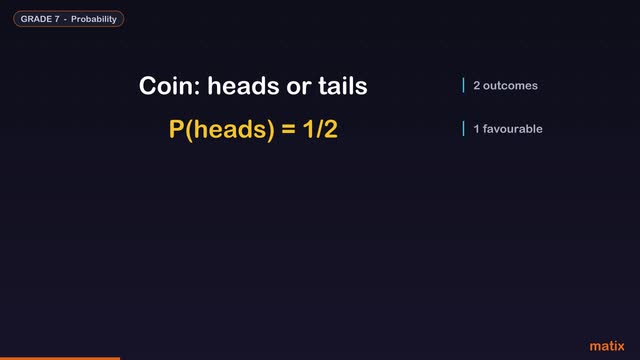 GRADE 7 - Probability
Coin: heads or tails
2 outcomes
P(heads) = 1/2
1 favourable
matix